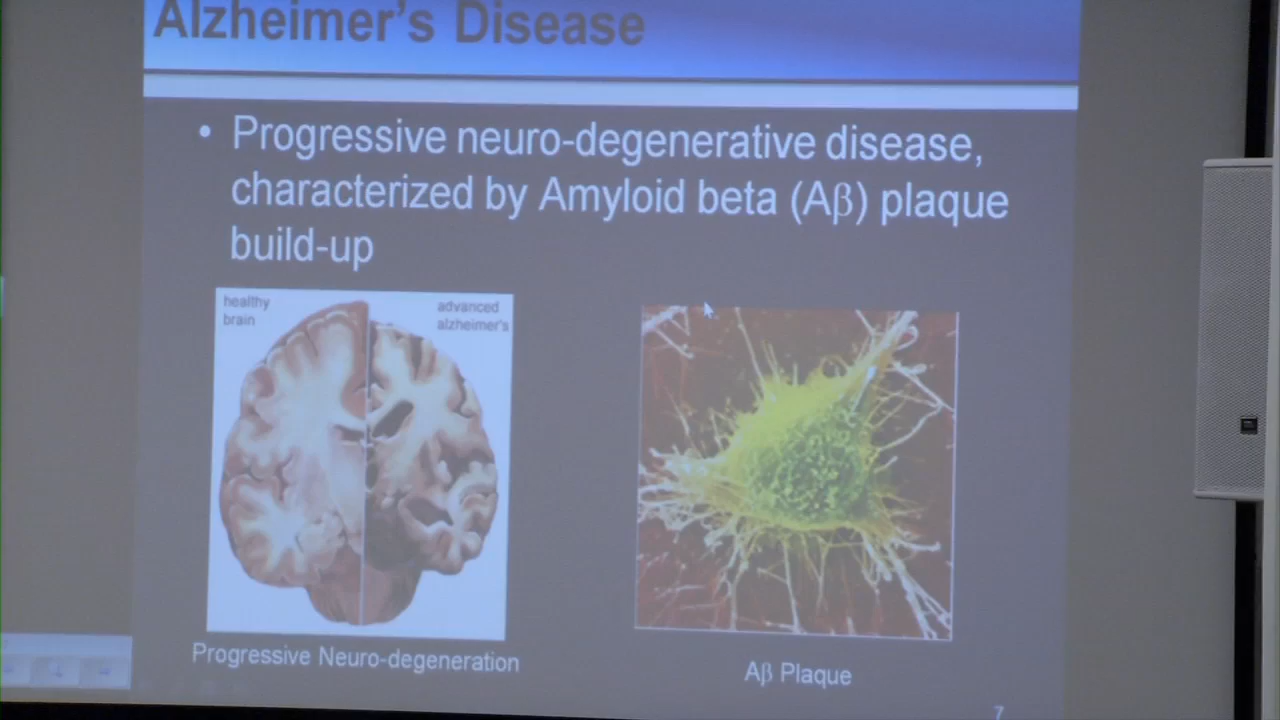 Alzheimer's Disease
• Progressive neuro-degenerative disease,
characterized by Amyloid beta (Aβ) plaque
build-up
healthy
brain
advanced
alzheimer's
Progressive Neuro-degeneration
Aβ Plaque
7